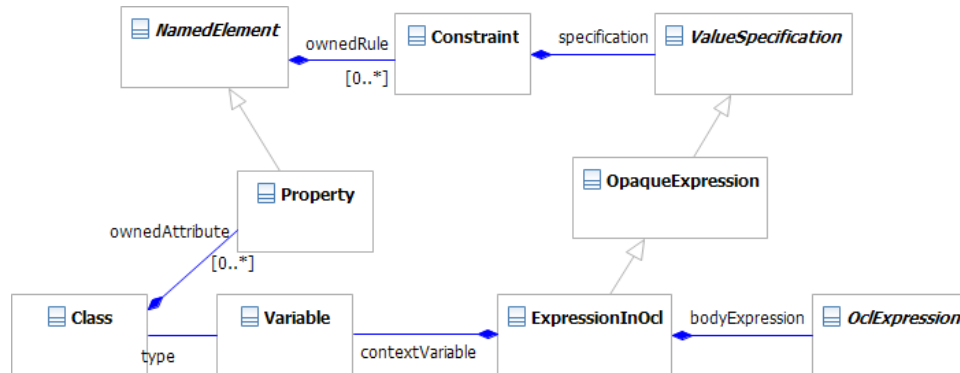 NamedElement
ownedRule
[0..*]
Constraint
specification
ValueSpecification
Property
OpaqueExpression
ownedAttribute
[0..*]
Class
type
Variable
contextVariable
ExpressionInOcl
bodyExpression
OclExpression